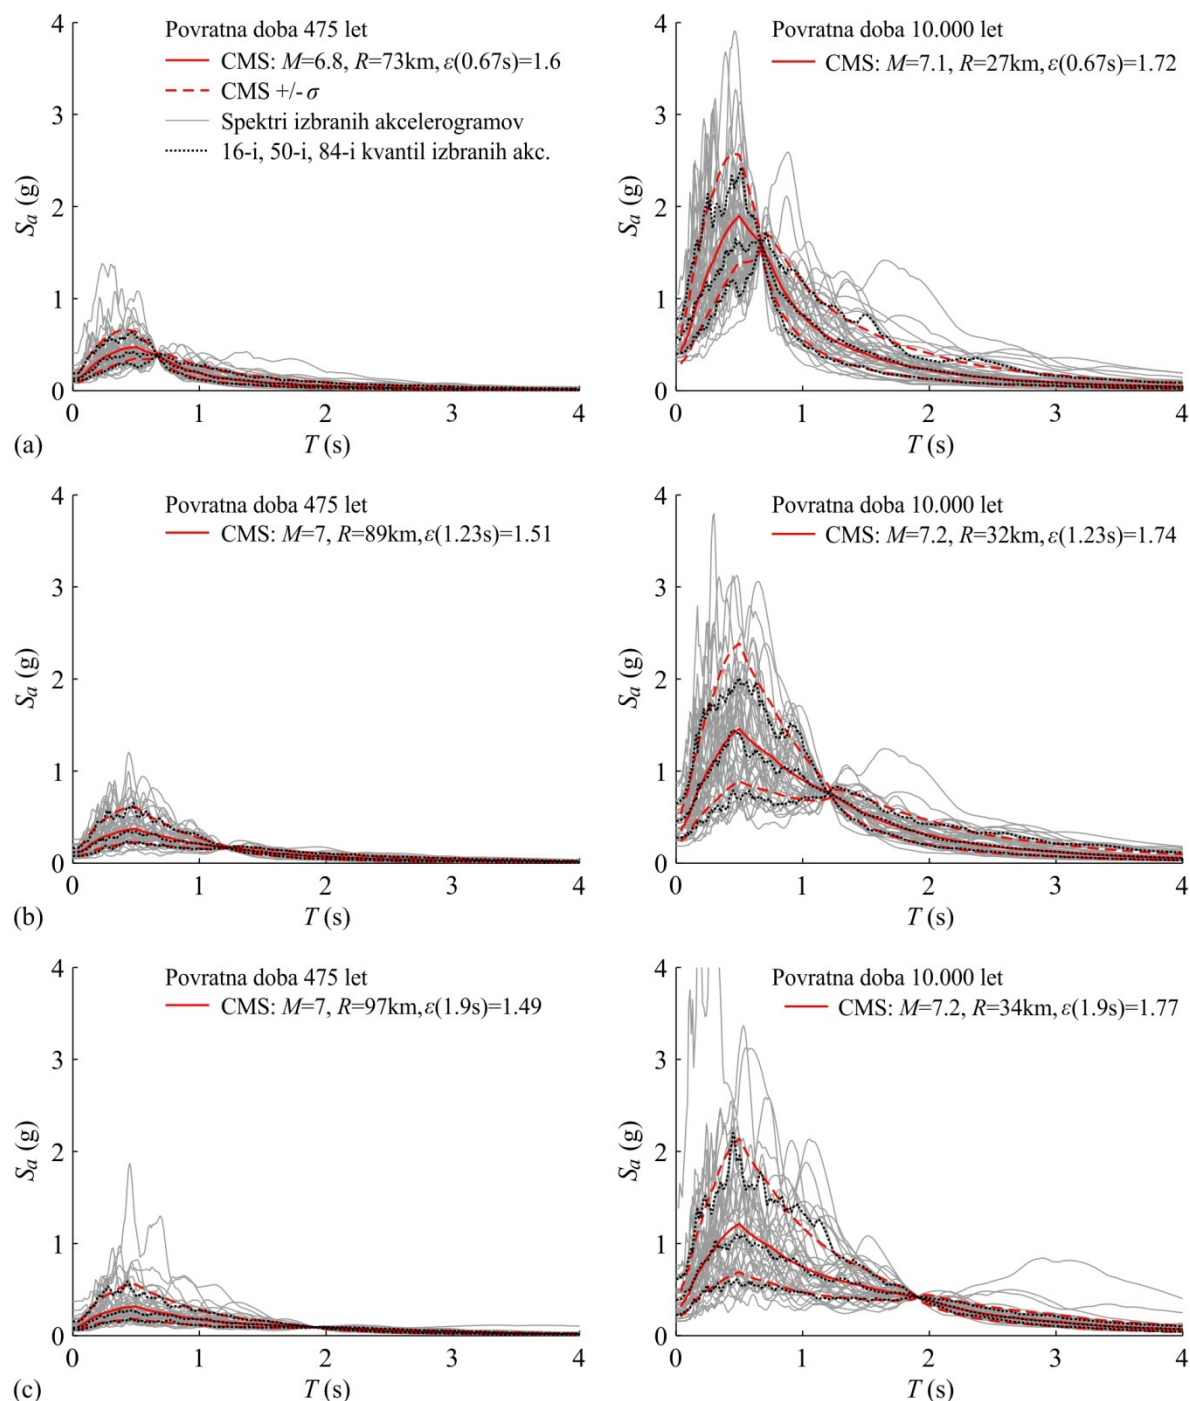 Povratna doba 475 let
CMS: M=6.8, R=73km, ε(0.67s)=1.6
CMS +/- σ
Spektri izbranih akcelerogramov
16-i, 50-i, 84-i kvantil izbranih akc.
4
3
2
1
0
Sa (g)
0 1 2 3 4
T (s)
Povratna doba 10.000 let
CMS: M=7.1, R=27km, ε(0.67s)=1.72
4
3
2
1
0
Sa (g)
0 1 2 3 4
T (s)
(a)
Povratna doba 475 let
CMS: M=7, R=89km, ε(1.23s)=1.51
4
3
2
1
0
Sa (g)
0 1 2 3 4
T (s)
Povratna doba 10.000 let
CMS: M=7.2, R=32km, ε(1.23s)=1.74
4
3
2
1
0
Sa (g)
0 1 2 3 4
T (s)
(b)
Povratna doba 475 let
CMS: M=7, R=97km, ε(1.9s)=1.49
4
3
2
1
0
Sa (g)
0 1 2 3 4
T (s)
Povratna doba 10.000 let
CMS: M=7.2, R=34km, ε(1.9s)=1.77
4
3
2
1
0
Sa (g)
0 1 2 3 4
T (s)
(c)